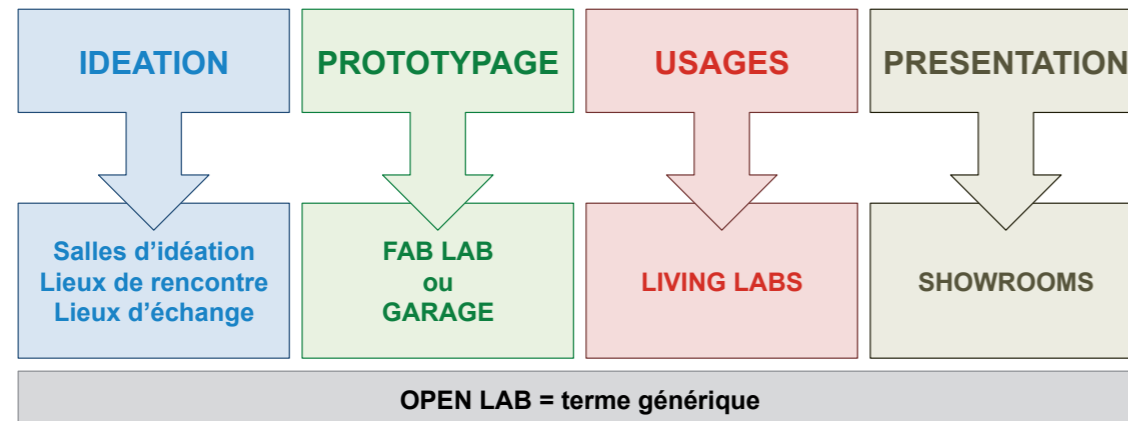 IDEATION
PROTOTYPAGE
USAGES
PRESENTATION
Salles d’idéation
Lieux de rencontre
Lieux d’échange
FAB LAB
ou
GARAGE
LIVING LABS
SHOWROOMS
OPEN LAB = terme générique